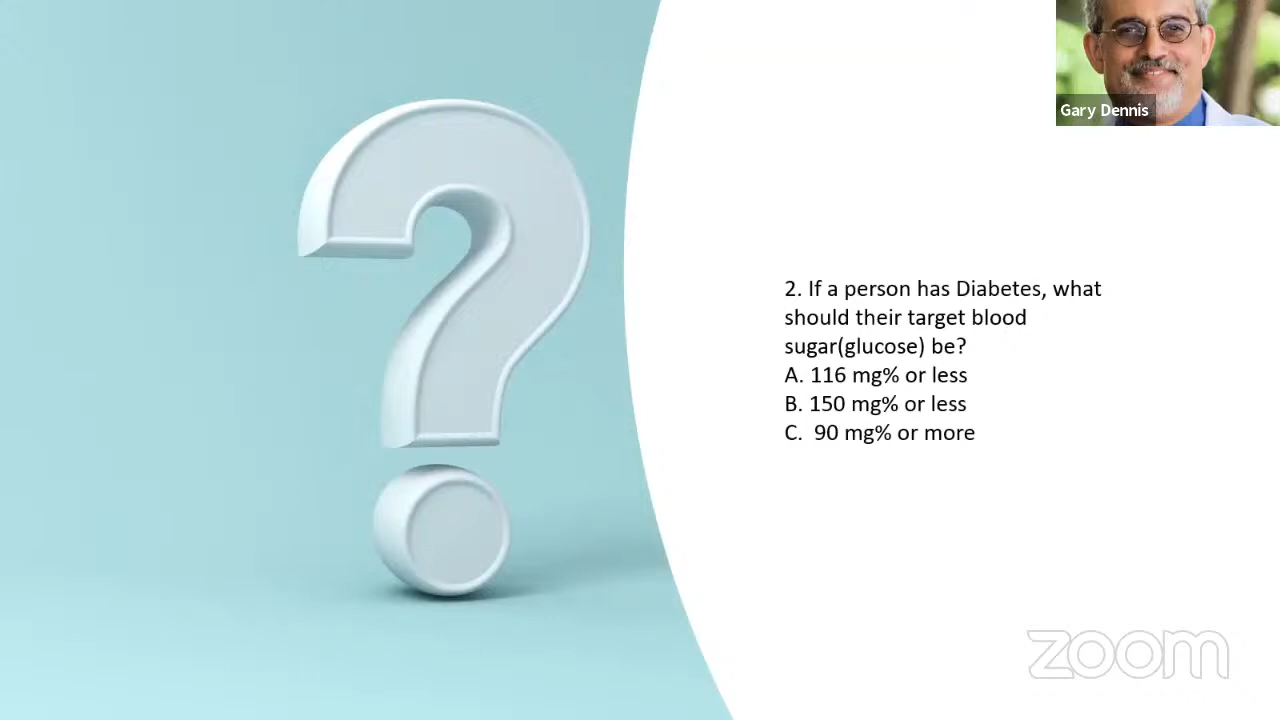 Gary Dennis
2. If a person has Diabetes, what
should their target blood
sugar(glucose) be?
A. 116 mg% or less
B. 150 mg% or less
C.  90 mg% or more
zoom